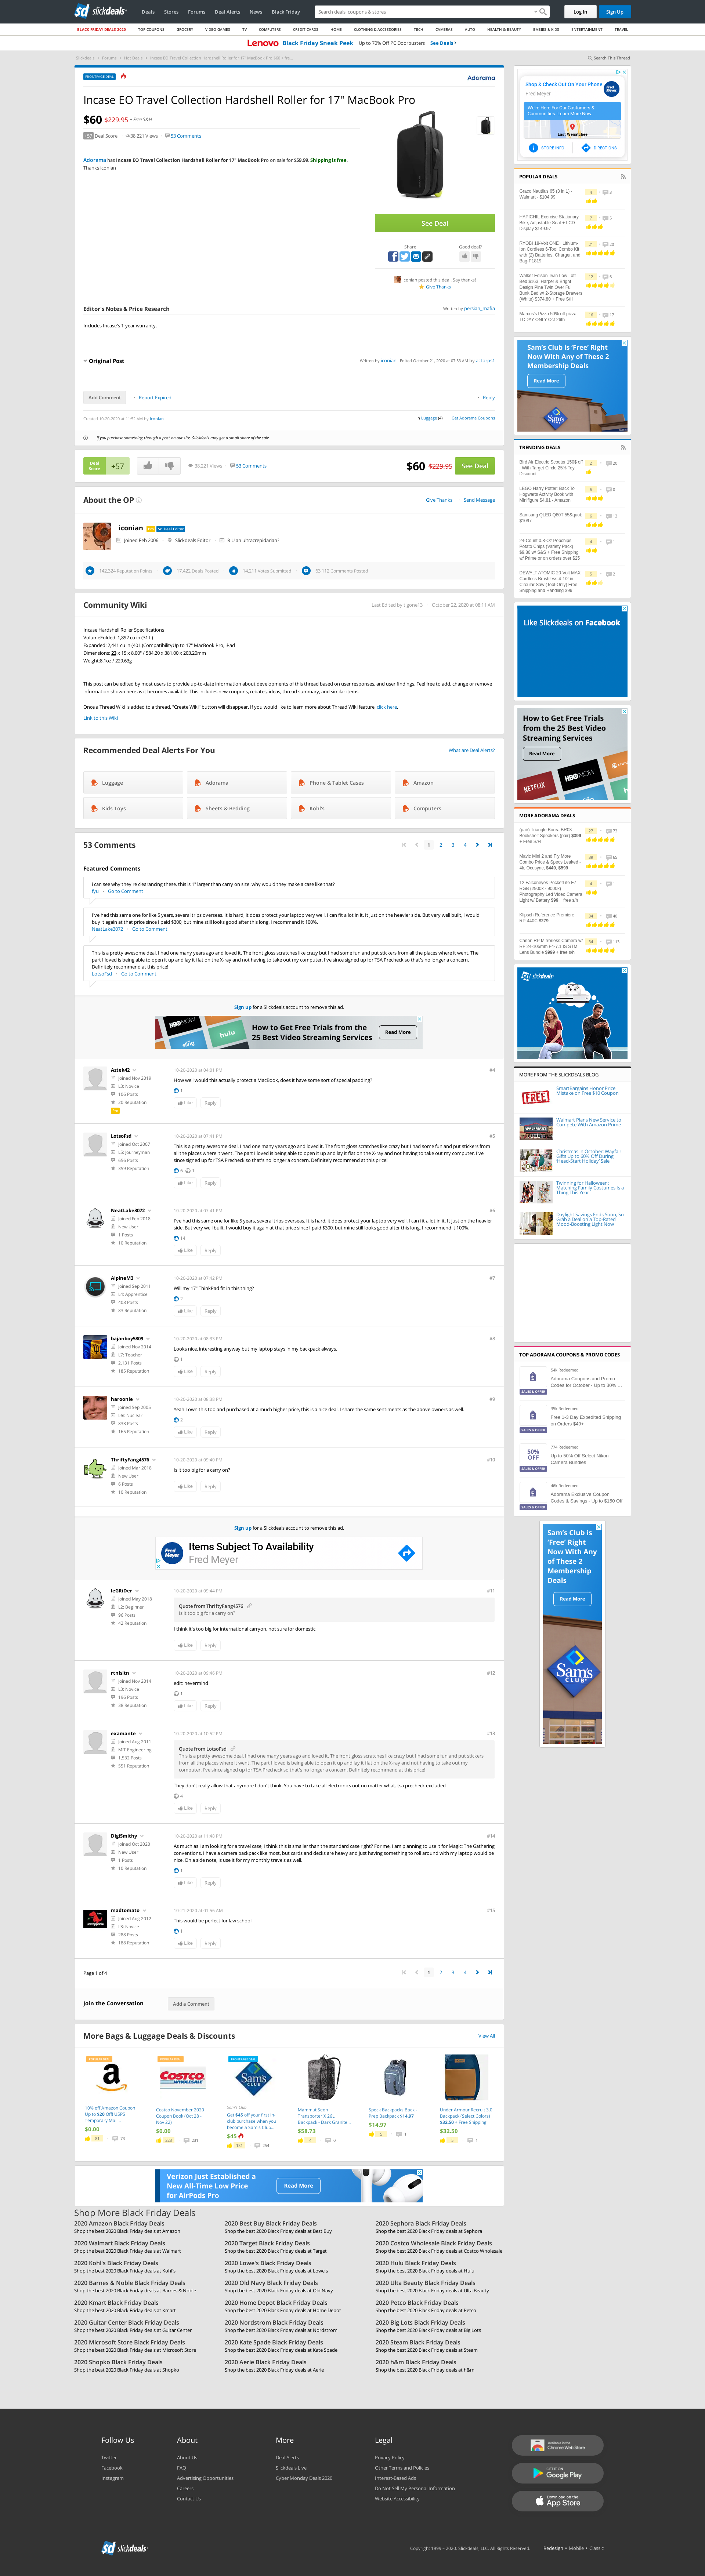 slickdeals
Deals Stores Forums Deal Alerts News Black Friday
Search deals, coupons & stores
Log In Sign Up
BLACK FRIDAY DEALS 2020 TOP COUPONS GROCERY VIDEO GAMES TV COMPUTERS CREDIT CARDS HOME CLOTHING & ACCESSORIES TECH CAMERAS AUTO HEALTH & BEAUTY BABIES & KIDS ENTERTAINMENT TRAVEL
Lenovo Black Friday Sneak Peek Up to 70% Off PC Doorbusters See Deals
Search This Thread
Adorama
Incase EO Travel Collection Hardshell Roller for 17" MacBook Pro
$60 $229.95 + Free S&H
+57 Deal Score 38,221 Views 53 Comments
Adorama has Incase EO Travel Collection Hardshell Roller for 17" MacBook Pro on sale for $59.99. Shipping is free.
Thanks iconian
See Deal
Share Good deal?
iconian posted this deal. Say thanks!
Give Thanks
Editor's Notes & Price Research
Written by persian_mafia
Includes Incase's 1-year warranty.
Original Post
Written by iconian Edited October 21, 2020 at 07:53 AM by actonjoz1
Add Comment Report Expired Reply
Created 10-20-2020 at 11:52 AM by iconian
in Luggage (4) Get Adorama Coupons
If you purchase something through a post on our site, Slickdeals may get a small share of the sale.
Deal Score +57 38,221 Views 53 Comments $60 $229.95 See Deal
About the OP
Give Thanks Send Message
iconian Pro Sr. Deal Editor
Joined Feb 2006 Slickdeals Editor R U an ultracrepidarian?
142,324 Reputation Points 17,402 Deals Posted 14,211 Votes Submitted 63,112 Comments Posted
Community Wiki
October 22, 2020 at 08:11 AM
Incase Hardshell Roller Specifications
VolumeFolded: 1,892 cu in (31 L)
Expanded: 2,441 cu in (40 L)CompatibilityUp to 17" MacBook Pro, iPad
Dimensions: 23 x 15 x 8.00" / 584.20 x 381.00 x 203.20mm
Weight:8.1oz / 229.63g
This post can be edited by most users to provide up-to-date information about developments of this thread based on user responses, and user findings. Feel free to add, change or remove
information shown here as it becomes available. This includes new coupons, rebates, ideas, thread summary, and similar items.
Once a Thread Wiki is added to a thread, "Create Wiki" button will disappear. If you would like to learn more about Thread Wiki feature, click here.
Link to this Wiki
Recommended Deal Alerts For You
What are Deal Alerts?
Luggage Adorama Phone & Tablet Cases Amazon
Kids Toys Sheets & Bedding Kohl's Computers
53 Comments
1 2 3 4
Featured Comments
i can see why they're clearancing these. this is 1" larger than carry on size. why would they make a case like that?
fyu Go to Comment
I've had this same one for like 5 years, several trips overseas. It is hard, it does protect your laptop very well. I can fit a lot in it. It just on the heavier side. But very well built, I would
buy it again at that price since I paid $300, but mine still looks good after this long. I recommend it 100%.
NeatLake3072 Go to Comment
This is a pretty awesome deal. I had one many years ago and loved it. The front gloss scratches like crazy but I had some fun and put stickers from all the places where it went. The
part I loved is being able to open it up and lay it flat on the X-ray and not having to take out my computer. I've since signed up for TSA Precheck so that's no longer a concern.
Definitely recommend at this price!
LotsoFsd Go to Comment
Sign up for a Slickdeals account to remove this ad.
How to Get Free Trials from the
25 Best Video Streaming Services
Read More
Aztek42
Joined Nov 2019
L3: Novice
106 Posts
20 Reputation
Pro
10-20-2020 at 04:01 PM
#4
How well would this actually protect a MacBook, does it have some sort of special padding?
1
Like Reply
LotsoFsd
Joined Oct 2007
L5: Journeyman
656 Posts
359 Reputation
10-20-2020 at 07:41 PM
#5
This is a pretty awesome deal. I had one many years ago and loved it. The front gloss scratches like crazy but I had some fun and put stickers from all
the places where it went. The part I loved is being able to open it up and lay it flat on the X-ray and not having to take out my computer. I've
since signed up for TSA Precheck so that's no longer a concern. Definitely recommend at this price!
Like Reply
NeatLake3072
Joined Feb 2018
New User
1 Posts
10 Reputation
10-20-2020 at 07:41 PM
#6
I've had this same one for like 5 years, several trips overseas. It is hard, it does protect your laptop very well. I can fit a lot in it. It just on the heavier
side. But very well built, I would buy it again at that price since I paid $300, but mine still looks good after this long. I recommend it 100%.
14
Like Reply
AlpineM3
Joined Sep 2011
L4: Apprentice
408 Posts
83 Reputation
10-20-2020 at 07:42 PM
#7
Will my 17" ThinkPad fit in this thing?
2
Like Reply
bajanboy5809
Joined Nov 2014
L7: Teacher
2,131 Posts
185 Reputation
10-20-2020 at 08:33 PM
#8
Looks nice, interesting anyway but my laptop stays in my backpack always.
1
Like Reply
haroonie
Joined Sep 2005
833 Posts
10-20-2020 at 08:38 PM
#9
Yeah I own this too and purchased at a much higher price, this is a nice deal. I share the same sentiments as the above owners as well.
2
Like Reply
ThriftyFang4576
Joined Mar 2018
New User
6 Posts
10 Reputation
10-20-2020 at 09:40 PM
#10
Is it too big for a carry on?
Like Reply
Sign up for a Slickdeals account to remove this ad.
Items Subject To Availability
Fred Meyer
leGRiDer
Joined May 2018
L2: Beginner
96 Posts
42 Reputation
10-20-2020 at 09:44 PM
#11
Quote from ThriftyFang4576
Is it too big for a carry on?
I think it's too big for international carryon, not sure for domestic
Like Reply
rtnlsltn
Joined Nov 2014
L3: Novice
196 Posts
38 Reputation
10-20-2020 at 09:46 PM
#12
edit: nevermind
1
Like Reply
examante
Joined Aug 2011
MIT Engineering
1,532 Posts
551 Reputation
10-20-2020 at 10:52 PM
#13
Quote from LotsoFsd
This is a pretty awesome deal. I had one many years ago and loved it. The front gloss scratches like crazy but I had some fun and put stickers
from all the places where it went. The part I loved is being able to open it up and lay it flat on the X-ray and not having to take out my
computer. I've since signed up for TSA Precheck so that's no longer a concern. Definitely recommend at this price!
They don't really allow that anymore I don't think. You have to take all electronics out no matter what. tsa precheck excluded
4
Like Reply
DigiSmithy
Joined Oct 2020
New User
1 Posts
10 Reputation
10-20-2020 at 11:44 PM
#14
As much as I am looking for a travel case, I think this is smaller than the standard case right? For me, I am planning to use it for Magic: The Gathering
conventions. I have a camera backpack most like, but cards and decks are heavy and just having something to roll around with my laptop would be
nice. On a side note, is use it for my monthly travels as well.
1
Like Reply
madtomato
Joined Aug 2012
L3: Novice
288 Posts
188 Reputation
10-21-2020 at 01:56 AM
#15
This would be perfect for law school
1
Like Reply
Page 1 of 4
1 2 3 4
Join the Conversation
Add a Comment
More Bags & Luggage Deals & Discounts
View All
10% off Amazon Coupon
Up to $20 Off! USPS
Temporary Mail...
$0.00
Costco November 2020
Coupon Book (Oct 28 -
Nov 22)
$0.00
Sam's Club
Get $45 off your first in
club purchase when you
become a Sam's Club...
$45
Mammut Seon
Transporter X 26L
Backpack - Dark Granite...
$58.73
Speck Backpacks Back -
Prep Backpack $14.97
$14.97
Under Armour Recruit 3.0
Backpack (Select Colors)
$32.50 + Free Shipping
$32.50
Verizon Just Established a
New All-Time Low Price
for AirPods Pro
Read More
Shop More Black Friday Deals
2020 Amazon Black Friday Deals
Shop the best 2020 Black Friday deals at Amazon
2020 Best Buy Black Friday Deals
Shop the best 2020 Black Friday deals at Best Buy
2020 Sephora Black Friday Deals
Shop the best 2020 Black Friday deals at Sephora
2020 Walmart Black Friday Deals
Shop the best 2020 Black Friday deals at Walmart
2020 Target Black Friday Deals
Shop the best 2020 Black Friday deals at Target
2020 Costco Wholesale Black Friday Deals
Shop the best 2020 Black Friday deals at Costco Wholesale
2020 Kohl's Black Friday Deals
Shop the best 2020 Black Friday deals at Kohl's
2020 Lowe's Black Friday Deals
Shop the best 2020 Black Friday deals at Lowe's
2020 Hulu Black Friday Deals
Shop the best 2020 Black Friday deals at Hulu
2020 Barnes & Noble Black Friday Deals
Shop the best 2020 Black Friday deals at Barnes & Noble
2020 Old Navy Black Friday Deals
Shop the best 2020 Black Friday deals at Old Navy
2020 Ulta Beauty Black Friday Deals
Shop the best 2020 Black Friday deals at Ulta Beauty
2020 Kmart Black Friday Deals
Shop the best 2020 Black Friday deals at Kmart
2020 Home Depot Black Friday Deals
Shop the best 2020 Black Friday deals at Home Depot
2020 Petco Black Friday Deals
Shop the best 2020 Black Friday deals at Petco
2020 Guitar Center Black Friday Deals
Shop the best 2020 Black Friday deals at Guitar Center
2020 Nordstrom Black Friday Deals
Shop the best 2020 Black Friday deals at Nordstrom
2020 Big Lots Black Friday Deals
Shop the best 2020 Black Friday deals at Big Lots
2020 Microsoft Store Black Friday Deals
Shop the best 2020 Black Friday deals at Microsoft Store
2020 Kate Spade Black Friday Deals
Shop the best 2020 Black Friday deals at Kate Spade
2020 Steam Black Friday Deals
Shop the best 2020 Black Friday deals at Steam
2020 Shopko Black Friday Deals
Shop the best 2020 Black Friday deals at Shopko
2020 Aerie Black Friday Deals
Shop the best 2020 Black Friday deals at Aerie
2020 h&m Black Friday Deals
Shop the best 2020 Black Friday deals at h&m
Shop & Check Out On Your Phone
Fred Meyer
We're Here For Our Customers &
Communities. Learn More Now
East Wenatchee
STORE INFO DIRECTIONS
POPULAR DEALS
Graco Nautilus 65 (3 in 1) -
Walmart - $104.99
HAPICHIL Exercise Stationary
Bike, Adjustable Seat + LCD
Display $149.97
RYOBI 18-Volt ONE+ Lithium-
Ion Cordless 6-Tool Combo Kit
with (2) Batteries, Charger, and
Bag-P1819
Walker Edison Twin Low Loft
Bed $163, Harper & Bright
Design Pine Twin Over Full
Bunk Bed w/ 2-Storage Drawers
(White) $374.60 + Free S/H
Marcos's Pizza 50% off pizza
TODAY ONLY Oct 26th
Sam's Club is 'Free' Right
Now With Any of These 2
Membership Deals
Read More
TRENDING DEALS
Bird Air Electric Scooter 150$ off
- With Target Circle 25% Toy
Discount
LEGO Harry Potter: Back To
Hogwarts Activity Book with
Minifigure $4.91 - Amazon
Samsung QLED Q80T 55&quot;
$1097
24-Count 0.8-Oz Popchips
Potato Chips (Variety Pack)
$9.86 w/ S&S + Free Shipping
w/ Prime or on orders over $25
DEWALT ATOMIC 20-Volt MAX
Cordless Brushless 4-1/2 in.
Circular Saw (Tool-Only) Free
Shipping and Handling $99
Like Slickdeals on Facebook
How to Get Free Trials
from the 25 Best Video
Streaming Services
Read More
NETFLIX HBO NOW
MORE ADORAMA DEALS
(pair) Triangle Borea BR03
Bookshelf Speakers (pair) $399
+ Free S/H
Mavic Mini 2 and Fly More
Combo Price & Specs Leaked -
4k, Ocusync, $449, $599
12 Falconeyes PocketLite F7
RGB (2900k - 9000k)
Photography Led Video Camera
Light w/ Battery $99 + free s/h
Klipsch Reference Premiere
RP-440C $276
Canon RP Mirrorless Camera w/
RF 24-105mm F4-7.1 IS STM
Lens Bundle $999 + free s/h
slickdeals
MORE FROM THE SLICKDEALS BLOG
SmartBargains Honor Price
Mistake on Free $10 Coupon
Walmart Plans New Service to
Compete With Amazon Prime
Christmas in October: Wayfair
Gifts Up to 80% Off During
'Head Start Holiday' Sale
Twinning for Halloween:
Matching Family Costumes Is a
Thing This Year
Daylight Savings Ends Soon, So
Grab a Deal on a Top-Rated
Mood-Boosting Light Now
TOP ADORAMA COUPONS & PROMO CODES
Adorama Coupons and Promo
Codes for October - Up to 30% ...
SALES & OFFER
Free 1-3 Day Expedited Shipping
on Orders $49+
SALES & OFFER
50% OFF
Up to 50% Off Select Nikon
Camera Bundles
SALES & OFFER
Adorama Exclusive Coupon
Codes & Savings - Up to $150 Off
SALES & OFFER
Sam's Club is
'Free' Right
Now With Any
of These 2
Membership
Deals
Read More
Sam's CLUB
Follow Us
Twitter
Facebook
Instagram
About
About Us
FAQ
Advertising Opportunities
Careers
Contact Us
More
Deal Alerts
Slickdeals Live
Cyber Monday Deals 2020
Legal
Privacy Policy
Other Terms and Policies
Interest-Based Ads
Do Not Sell My Personal Information
Website Accessibility
Available in the
Chrome Web Store
GET IT ON
Google Play
Download on the
App Store
slickdeals
Copyright 1999 - 2020. Slickdeals, LLC. All Rights Reserved. Redesign • Mobile • Classic